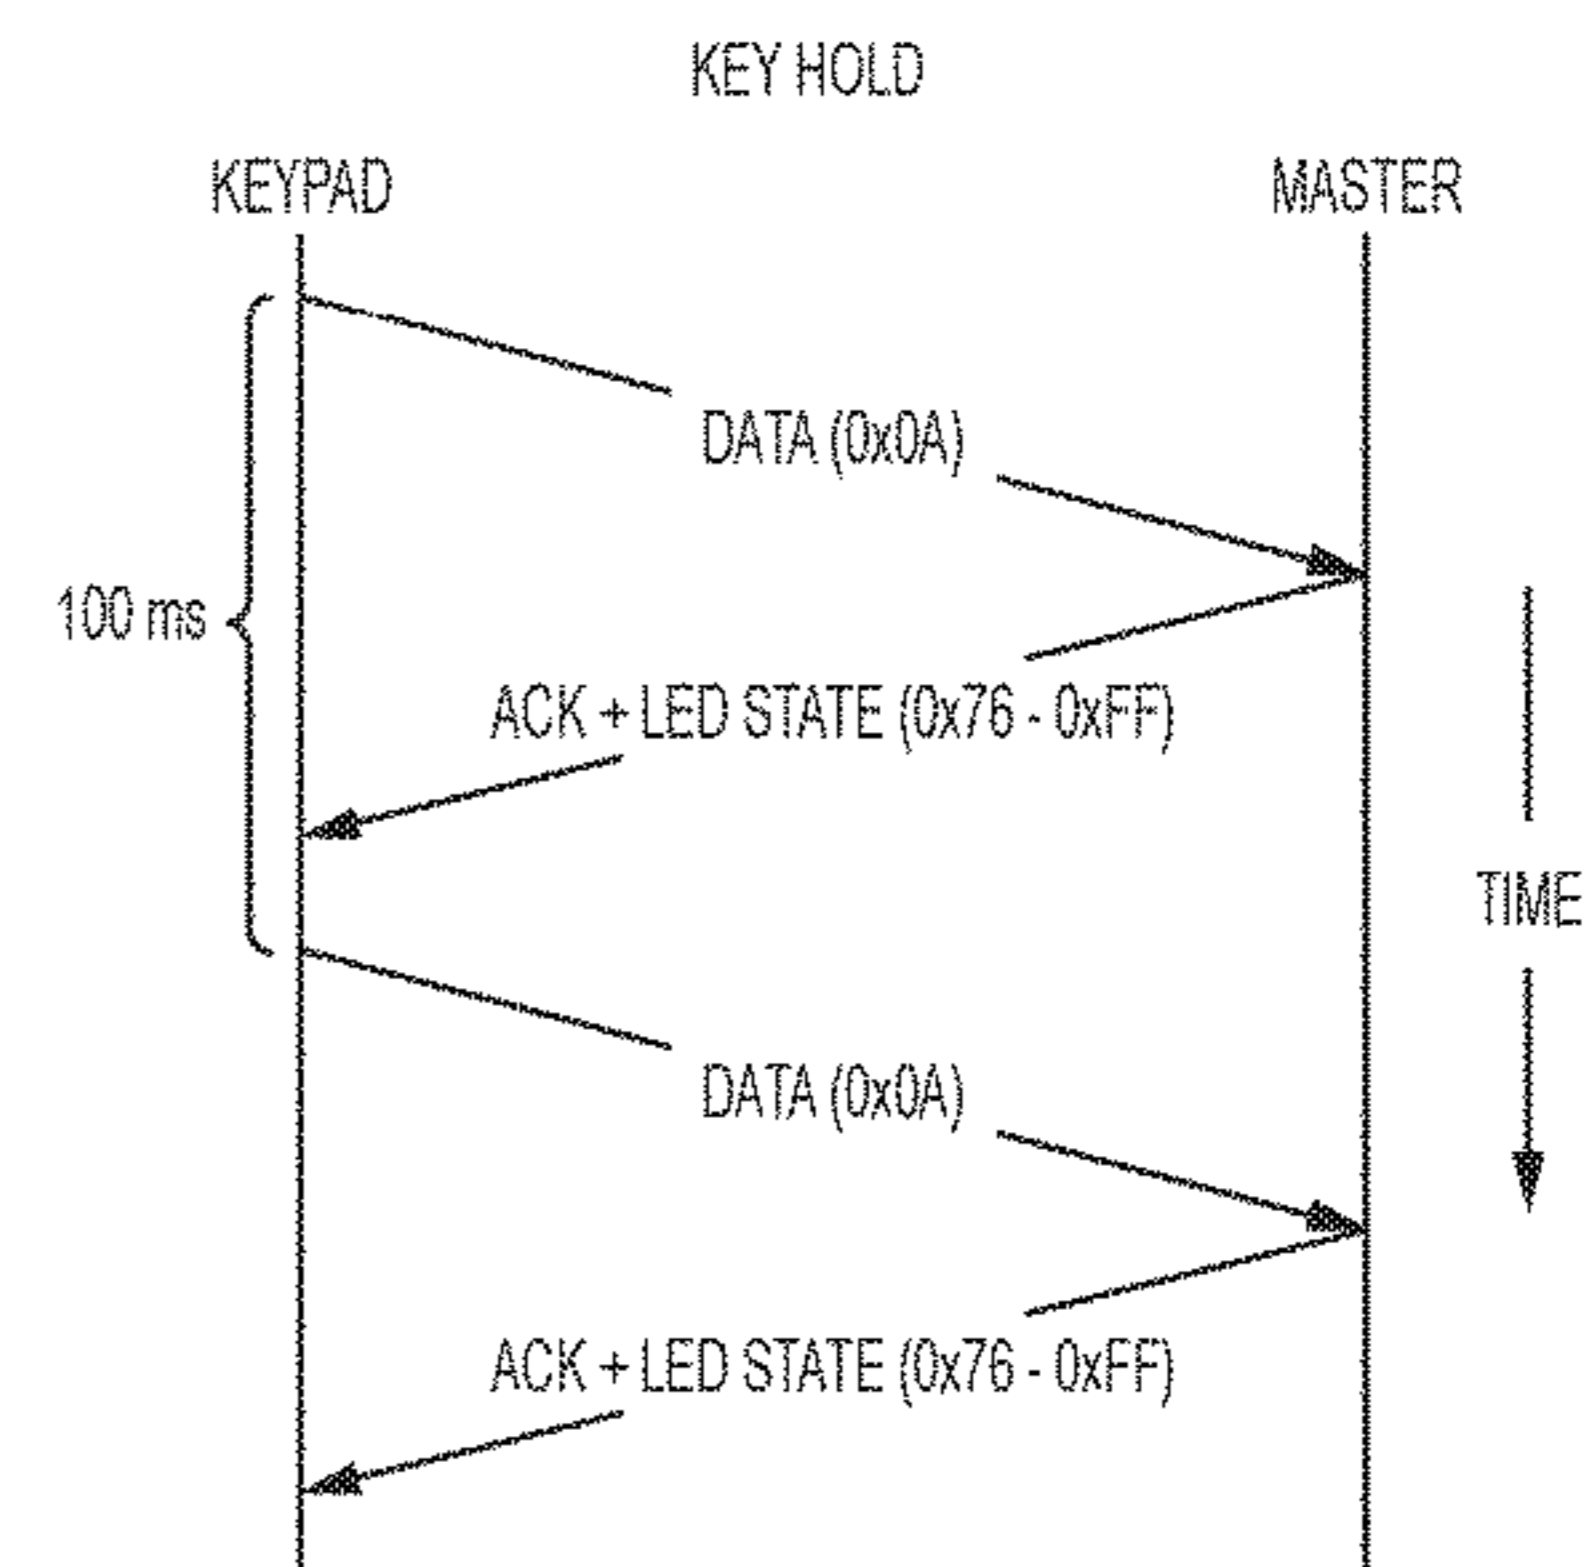 KEY HOLD
KEYPAD
MASTER
DATA (0x0A)
100 ms
ACK + LED STATE (0x76 - 0xFF)
TIME
DATA (0x0A)
ACK + LED STATE (0x76 - 0xFF)